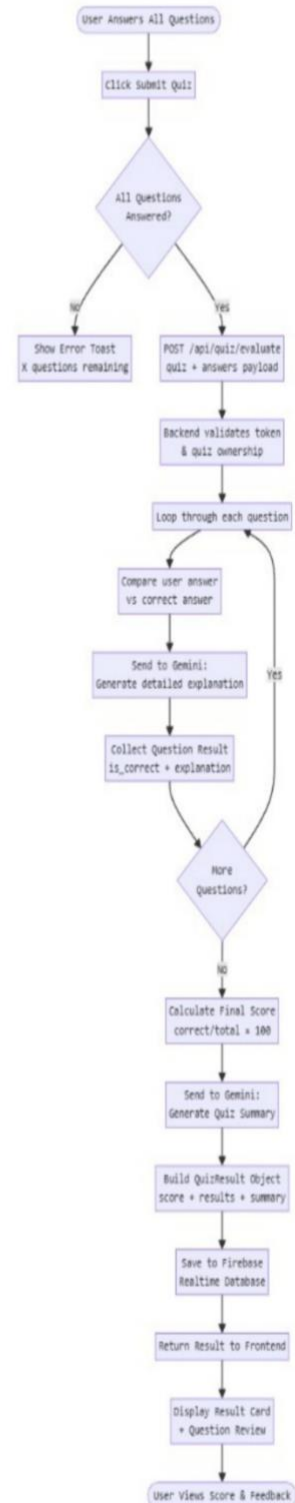 User Answers All Questions
Click Submit Quiz
All Questions
Answered?
No
Yes
Show Error Toast
X questions remaining
POST /api/quiz/evaluate
quiz + answers payload
Backend validates token
& quiz ownership
Loop through each question
Compare user answer
vs correct answer
Send to Gemini:
Generate detailed explanation
Yes
Collect Question Result
is_correct + explanation
More
Questions?
No
Calculate Final Score
correct/total × 100
Send to Gemini:
Generate Quiz Summary
Build QuizResult Object
score + results + summary
Save to Firebase
Realtime Database
Return Result to Frontend
Display Result Card
+ Question Review
User Views Score & Feedback